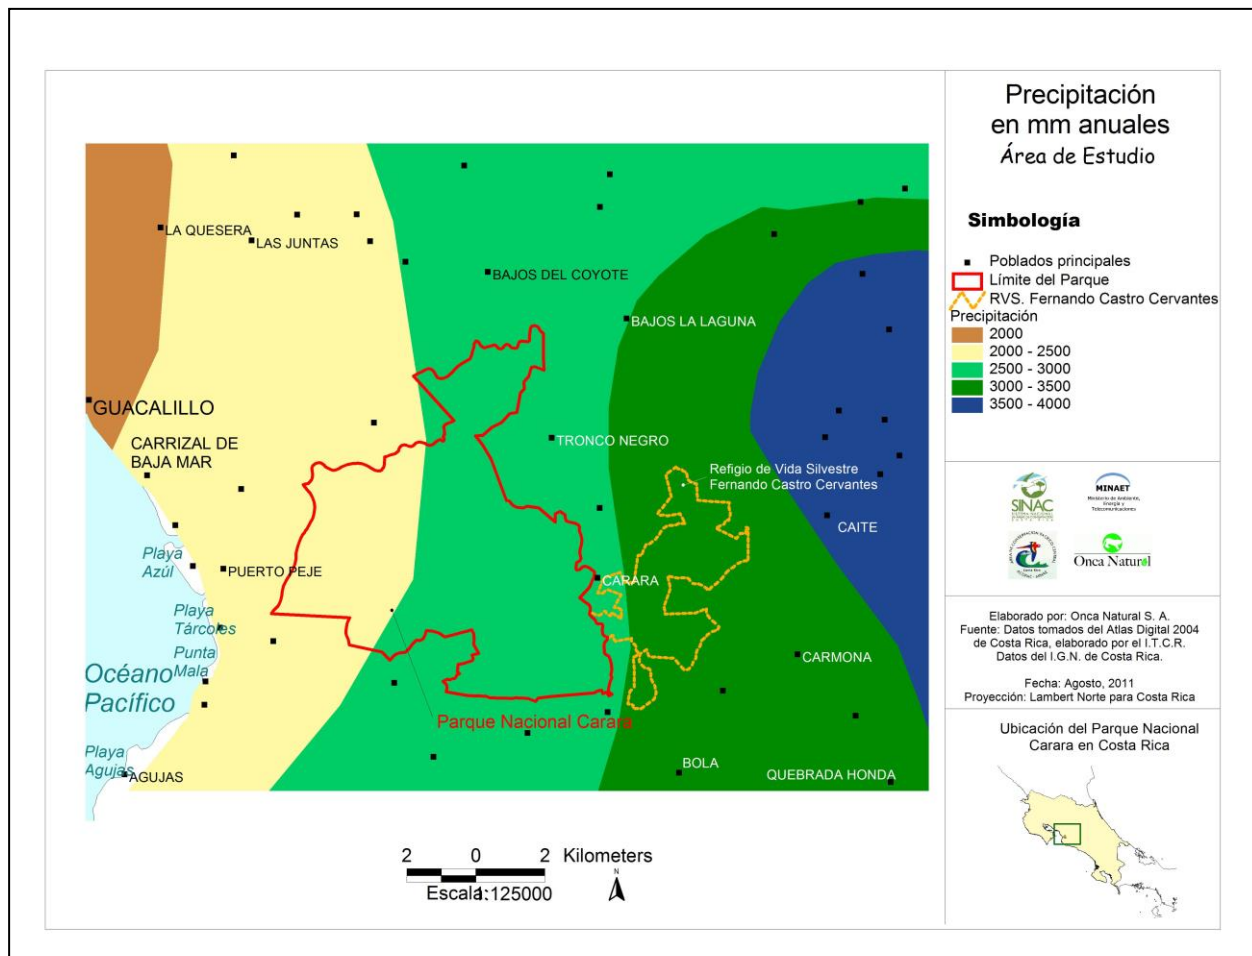 Precipitación
en mm anuales
Área de Estudio
Simbología
Poblados principales
Límite del Parque
RVS. Fernando Castro Cervantes
Precipitación
2000
2000 - 2500
2500 - 3000
3000 - 3500
3500 - 4000
LA QUESERA
LAS JUNTAS
BAJOS DEL COYOTE
BAJOS LA LAGUNA
GUACALILLO
CARRIZAL DE
BAJA MAR
TRONCO NEGRO
Refigio de Vida Silvestre
Fernando Castro Cervantes
CAITE
Playa
Azúl
PUERTO PEJE
CARARA
Playa
Tárcoles
Punta
Mala
Océano
Pacífico
CARMONA
Parque Nacional Carara
Playa
Agujas
AGUJAS
BOLA
QUEBRADA HONDA
2 0 2 Kilometers
Escala:
1:125000
N
SINAC
MINAET
Ministerio de Ambiente,
Energía y
Telecomunicaciones
Onca Natural
Elaborado por: Onca Natural S. A.
Fuente: Datos tomados del Atlas Digital 2004
de Costa Rica, elaborado por el I.T.C.R.
Datos del I.G.N. de Costa Rica.
Fecha: Agosto, 2011
Proyección: Lambert Norte para Costa Rica
Ubicación del Parque Nacional
Carara en Costa Rica